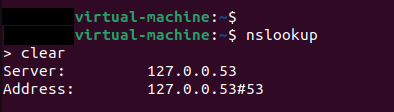 virtual-machine:~$
virtual-machine:~$ nslookup
> clear
Server: 127.0.0.53
Address: 127.0.0.53#53